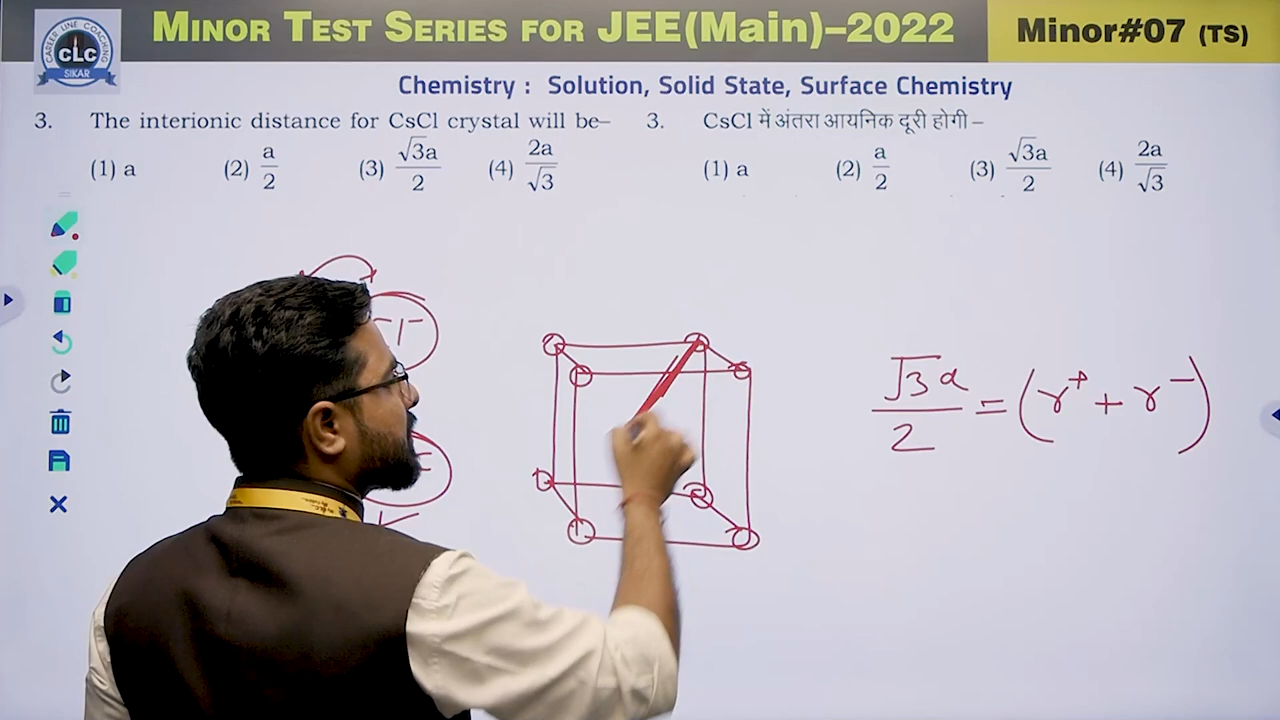 CAREER LINE COACHING
CLC
SIKAR
MINOR TEST SERIES FOR JEE(Main)–2022
Minor#07 (TS)
Chemistry : Solution, Solid State, Surface Chemistry
3. The interionic distance for CsCl crystal will be–
(1) a (2) a/2 (3) √3a/2 (4) 2a/√3
3. CsCl में अंतरा आयनिक दूरी होगी –
(1) a (2) a/2 (3) √3a/2 (4) 2a/√3
√3a/2 = (r⁺ + r⁻)